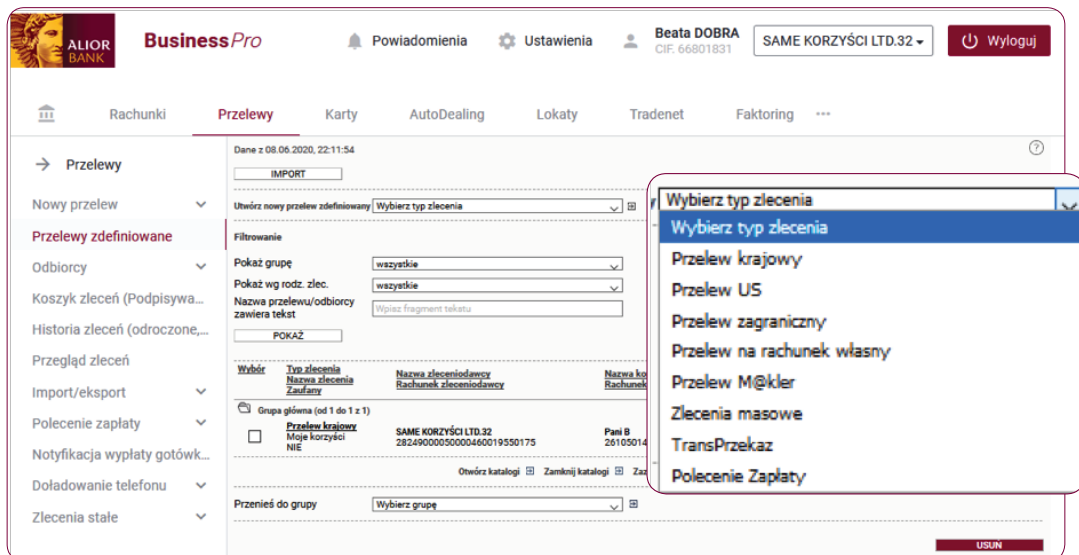 ALIOR
BANK
BusinessPro
Powiadomienia
Ustawienia
Beata DOBRA
CIF. 66801831
SAME KORZYŚCI LTD.32
Wyloguj
Rachunki
Przelewy
Karty
AutoDealing
Lokaty
Tradenet
Faktoring
...
Przelewy
Nowy przelew
Przelewy zdefiniowane
Odbiorcy
Koszyk zleceń (Podpisywa...
Historia zleceń (odroczone,...
Przegląd zleceń
Import/eksport
Polecenie zapłaty
Notyfikacja wypłaty gotówk...
Doładowanie telefonu
Zlecenia stałe
Dane z 08.06.2020, 22:11:54
IMPORT
Utwórz nowy przelew zdefiniowany Wybierz typ zlecenia
Filtrowanie
Pokaż grupę wszystkie
Pokaż wg rodz. zlec. wszystkie
Nazwa przelewu/odbiorcy
zawiera tekst Wpisz fragment tekstu
POKAŻ
Wybór Typ zlecenia
Nazwa zlecenia
Zaufany
Nazwa zleceniodawcy
Rachunek zleceniodawcy
Nazwa ko
Rachunek
Grupa główna (od 1 do 1 z 1)
Przelew krajowy
Moje korzyści
NIE
SAME KORZYŚCI LTD.32
28249000050000460019550175
Pani B
26105014
Otwórz katalogi Zamknij katalogi Zaz
Przenieś do grupy Wybierz grupę
USUŃ
Wybierz typ zlecenia
Wybierz typ zlecenia
Przelew krajowy
Przelew US
Przelew zagraniczny
Przelew na rachunek własny
Przelew M@kler
Zlecenia masowe
TransPrzekaz
Polecenie Zapłaty